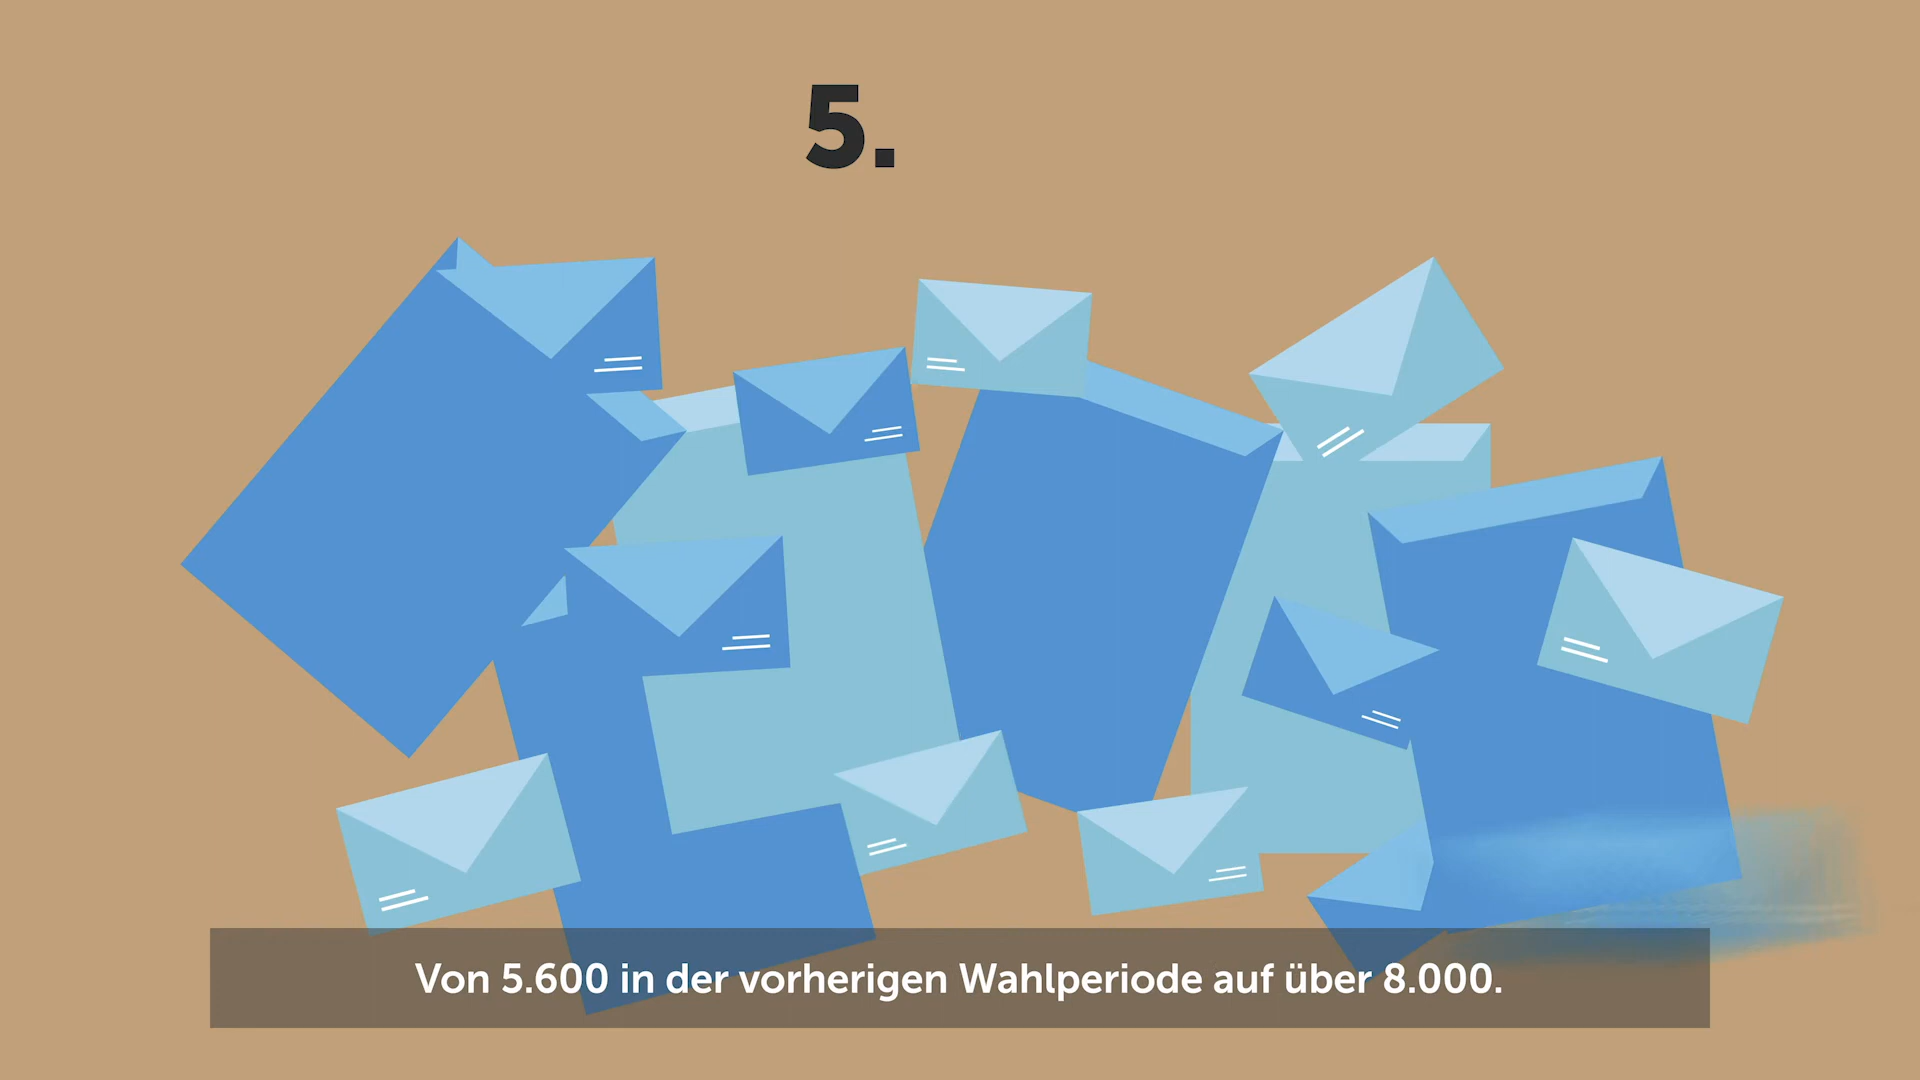 5.
Von 5.600 in der vorherigen Wahlperiode auf über 8.000.